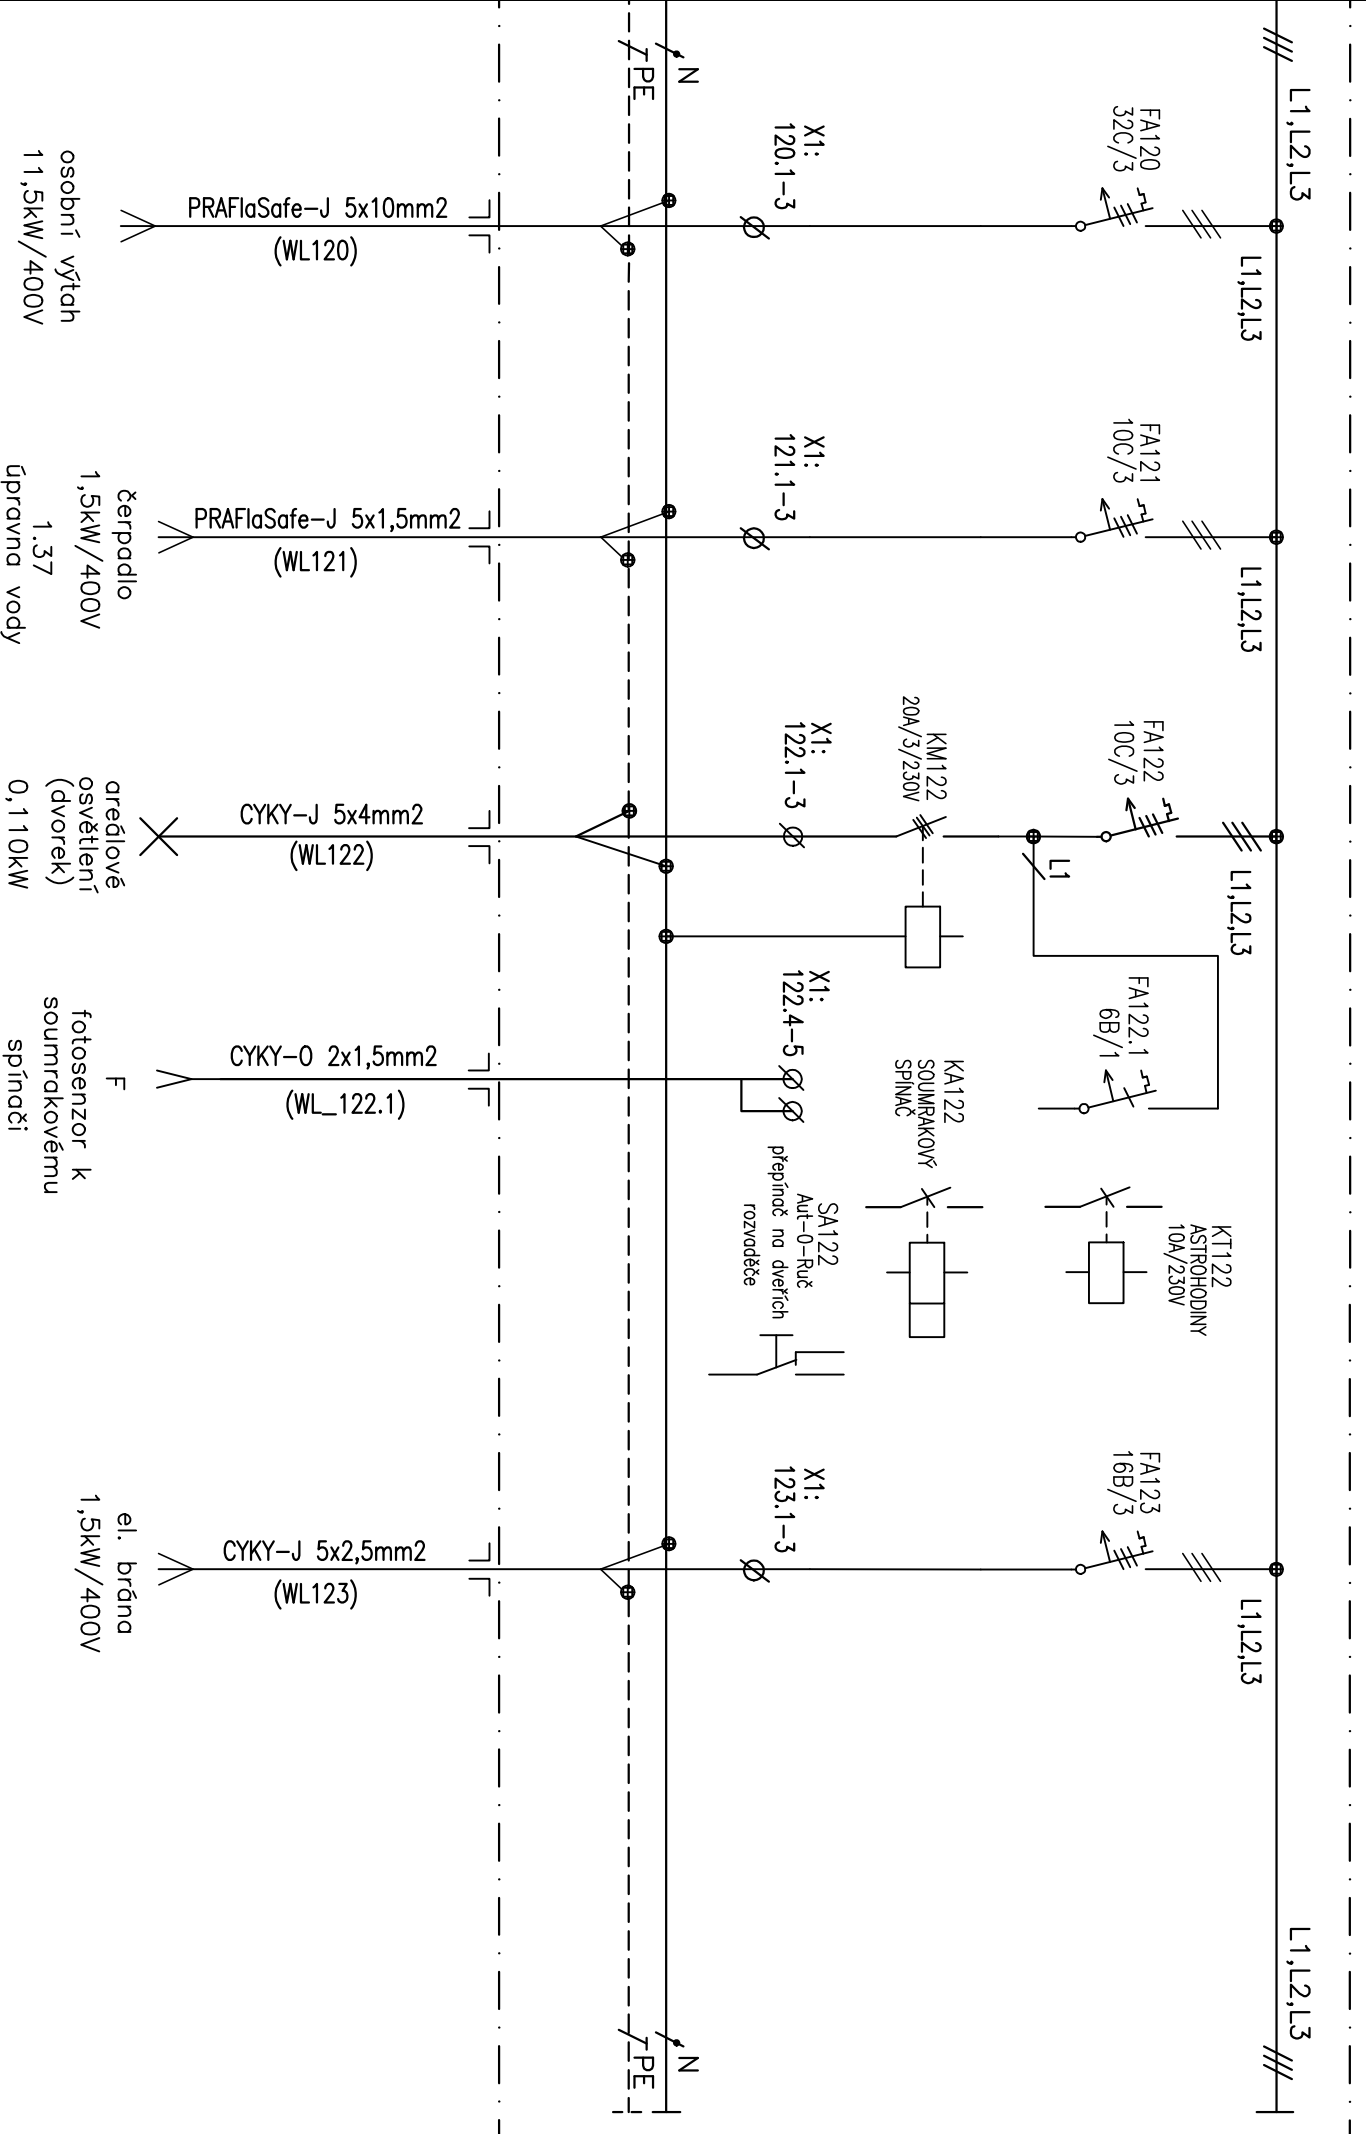 L1,L2,L3
N
PE
FA120
32C/3
L1,L2,L3
X1:
120.1-3
PRAFlaSafe-J 5x10mm2
(WL120)
osobní výtah
11,5kW/400V
FA121
10C/3
L1,L2,L3
X1:
121.1-3
PRAFlaSafe-J 5x1,5mm2
(WL121)
čerpadlo
1,5kW/400V
1.37
úpravna vody
FA122
10C/3
L1,L2,L3
L1
KM122
20A/3/230V
X1:
122.1-3
CYKY-J 5x4mm2
(WL122)
areálové
osvětlení
(dvorek)
0,110kW
FA122.1
6B/1
KA122
SOUMRAKOVÝ
SPÍNAČ
X1:
122.4-5
CYKY-O 2x1,5mm2
(WL_122.1)
F
fotosenzor k
soumrakovému
spínači
KT122
ASTROHODINY
10A/230V
SA122
Aut-0-Ruč
přepínač na dveřích
rozvaděče
FA123
16B/3
L1,L2,L3
X1:
123.1-3
CYKY-J 5x2,5mm2
(WL123)
el. brána
1,5kW/400V
L1,L2,L3
N
PE